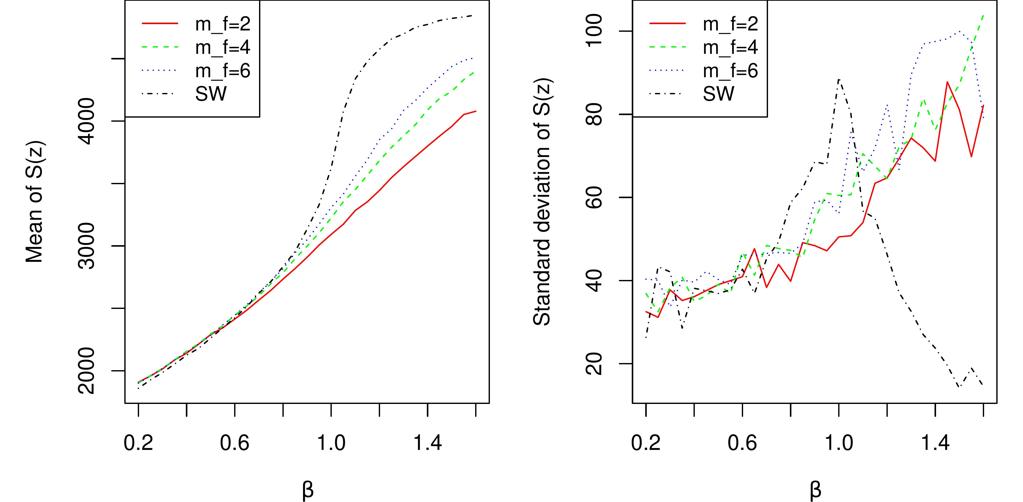 m_f=2
m_f=4
m_f=6
SW
Mean of S(z)
4000
3000
2000
0.2 0.6 1.0 1.4
β
m_f=2
m_f=4
m_f=6
SW
Standard deviation of S(z)
100
80
60
40
20
0.2 0.6 1.0 1.4
β